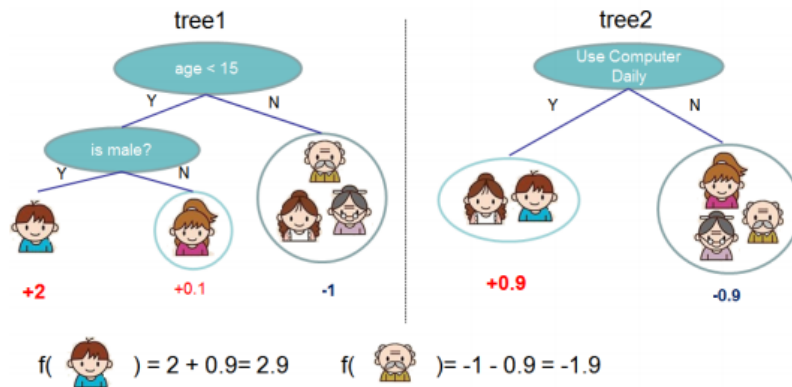 tree1
age < 15
Y
N
is male?
Y
N
+2
+0.1
-1
tree2
Use Computer
Daily
Y
N
+0.9
-0.9
f( ) = 2 + 0.9= 2.9
f( )= -1 - 0.9 = -1.9